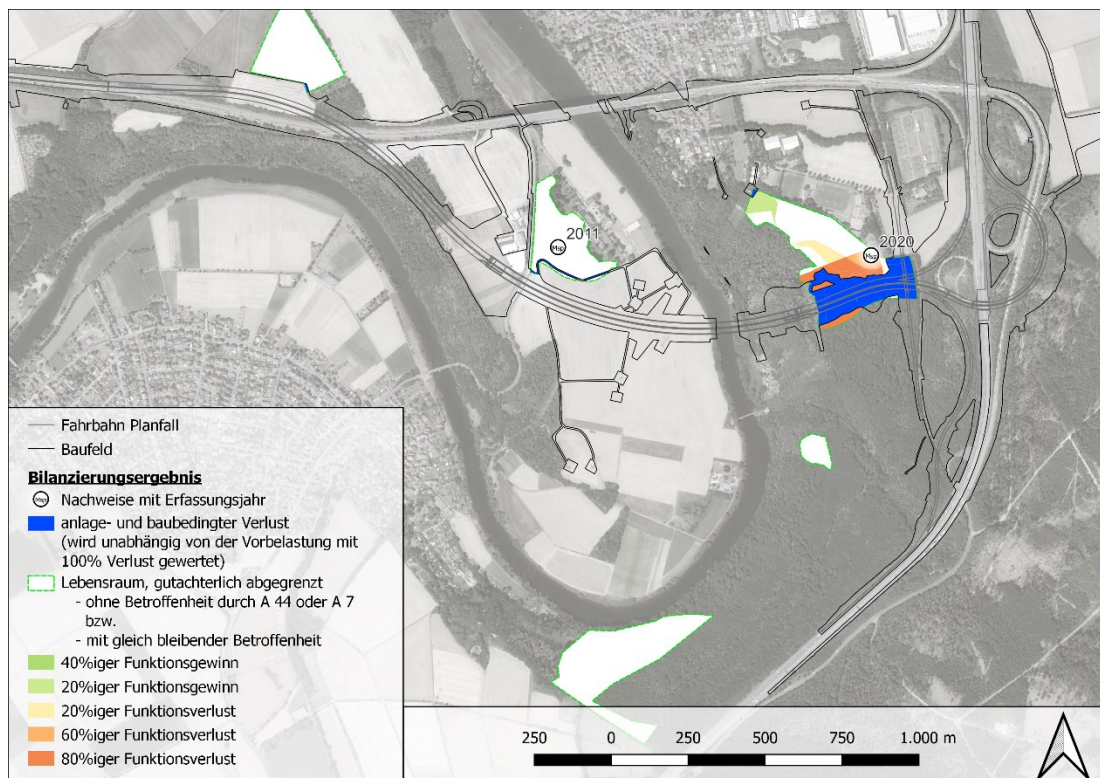 2011
2020
Msp
Msp
Fahrbahn Planfall
Baufeld
Bilanzierungsergebnis
Msp Nachweise mit Erfassungsjahr
anlage- und baubedingter Verlust
(wird unabhängig von der Vorbelastung mit
100% Verlust gewertet)
Lebensraum, gutachterlich abgegrenzt
- ohne Betroffenheit durch A 44 oder A 7
bzw.
- mit gleich bleibender Betroffenheit
40%iger Funktionsgewinn
20%iger Funktionsgewinn
20%iger Funktionsverlust
60%iger Funktionsverlust
80%iger Funktionsverlust
250 0 250 500 750 1.000 m